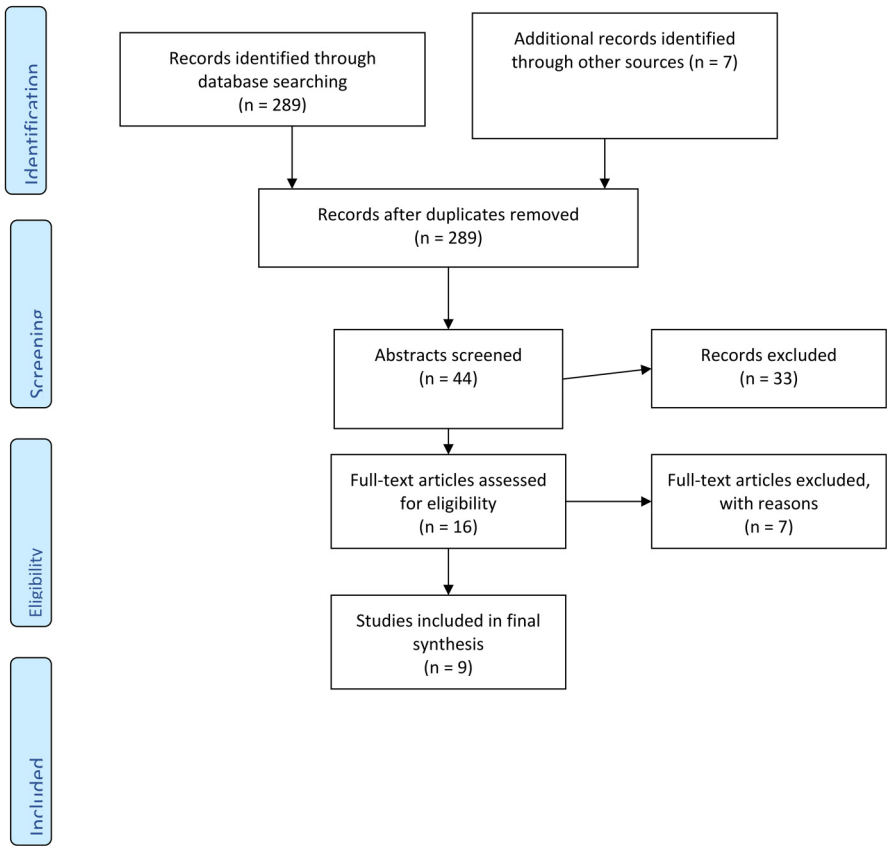 Identification
Records identified through
database searching
(n = 289)
Additional records identified
through other sources (n = 7)
Records after duplicates removed
(n = 289)
Screening
Abstracts screened
(n = 44)
Records excluded
(n = 33)
Eligibility
Full-text articles assessed
for eligibility
(n = 16)
Full-text articles excluded,
with reasons
(n = 7)
Studies included in final
synthesis
(n = 9)
Included